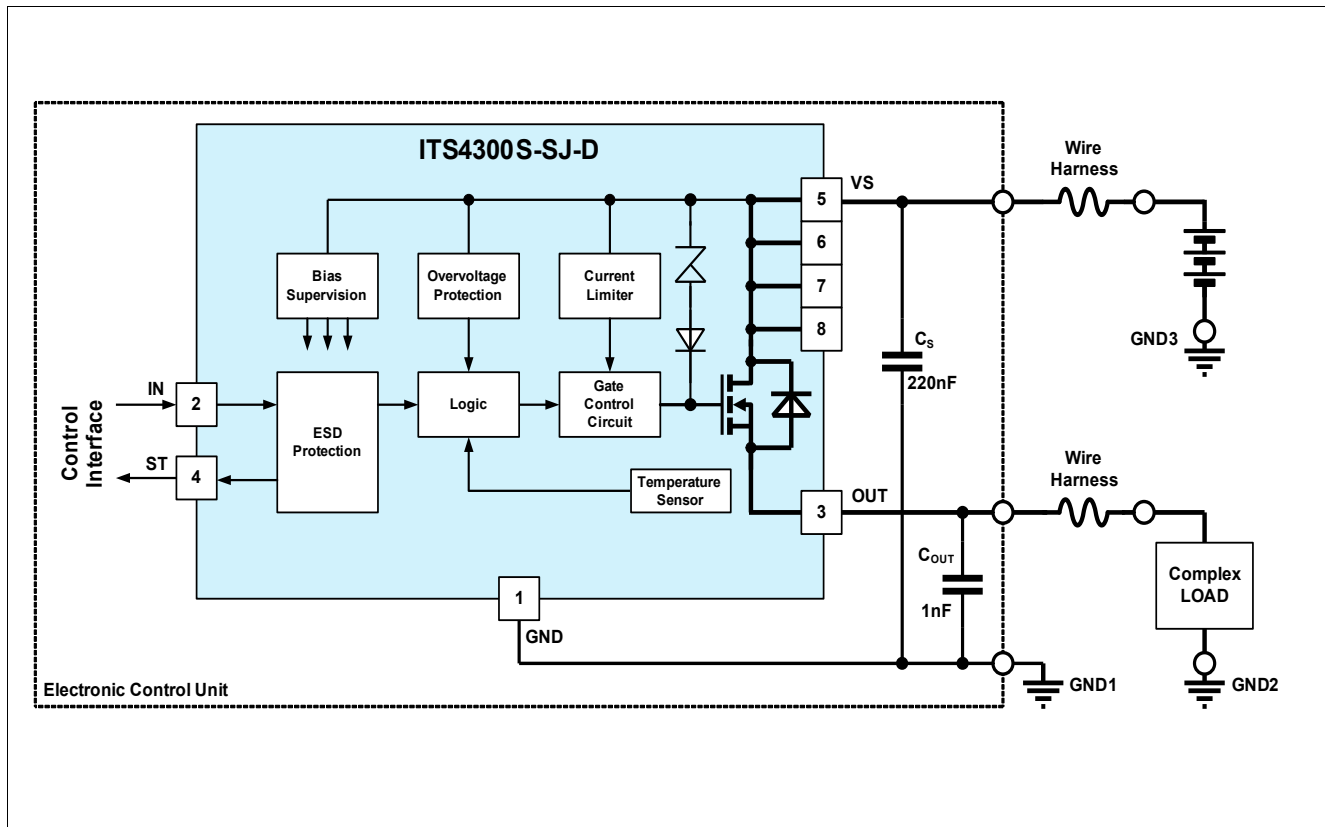 ITS4300S-SJ-D
VS
5
6
7
8
Wire
Harness
GND3
Bias
Supervision
Overvoltage
Protection
Current
Limiter
CS
220nF
Control
Interface
IN
2
ST
4
ESD
Protection
Logic
Gate
Control
Circuit
Temperature
Sensor
OUT
3
Wire
Harness
COUT
1nF
Complex
LOAD
1
GND
GND1
GND2
Electronic Control Unit